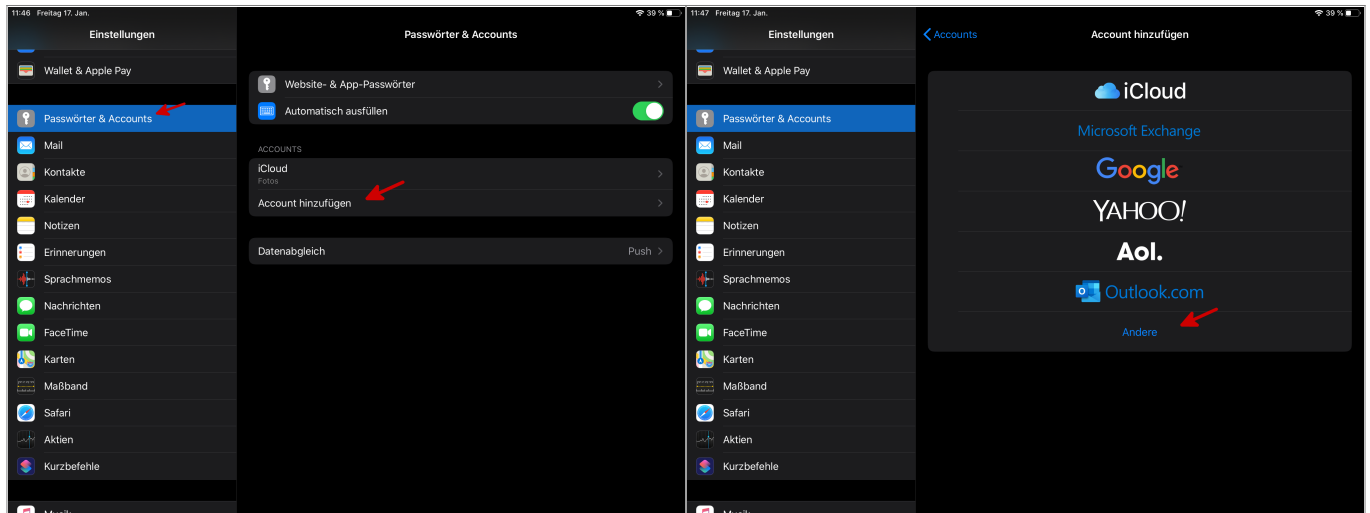 11:46 Freitag 17. Jan.
39 %
Einstellungen
Wallet & Apple Pay
Passwörter & Accounts
Mail
Kontakte
Kalender
Notizen
Erinnerungen
Sprachmemos
Nachrichten
FaceTime
Karten
Maßband
Safari
Aktien
Kurzbefehle
Musik
Passwörter & Accounts
Website- & App-Passwörter
Automatisch ausfüllen
ACCOUNTS
iCloud
Fotos
Account hinzufügen
Datenabgleich Push
11:47 Freitag 17. Jan.
39 %
Einstellungen
Wallet & Apple Pay
Passwörter & Accounts
Mail
Kontakte
Kalender
Notizen
Erinnerungen
Sprachmemos
Nachrichten
FaceTime
Karten
Maßband
Safari
Aktien
Kurzbefehle
Musik
Accounts
Account hinzufügen
iCloud
Microsoft Exchange
Google
YAHOO!
Aol.
Outlook.com
Andere